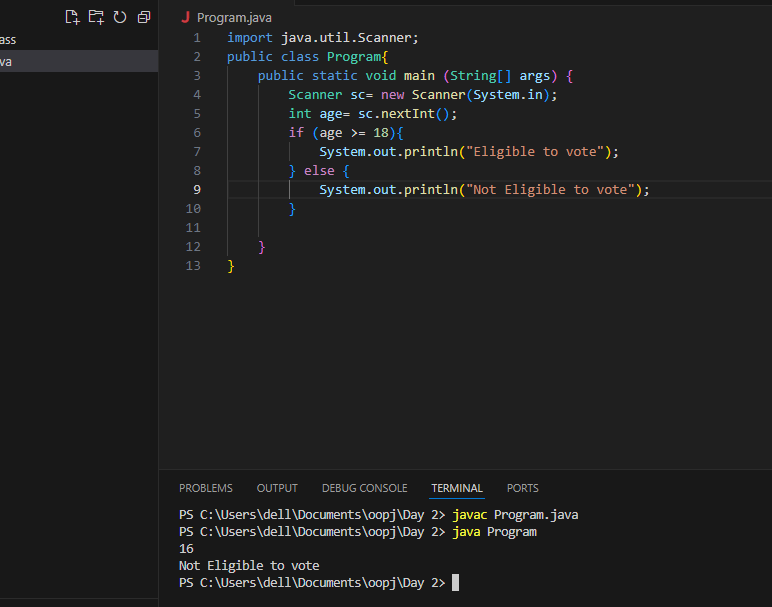 ass
va
J Program.java
1 import java.util.Scanner;
2 public class Program{
3     public static void main (String[] args) {
4         Scanner sc= new Scanner(System.in);
5         int age= sc.nextInt();
6         if (age >= 18){
7             System.out.println("Eligible to vote");
8         } else {
9             System.out.println("Not Eligible to vote");
10         }
11
12     }
13 }
PROBLEMS OUTPUT DEBUG CONSOLE TERMINAL PORTS
PS C:\Users\dell\Documents\oopj\Day 2> javac Program.java
PS C:\Users\dell\Documents\oopj\Day 2> java Program
16
Not Eligible to vote
PS C:\Users\dell\Documents\oopj\Day 2>